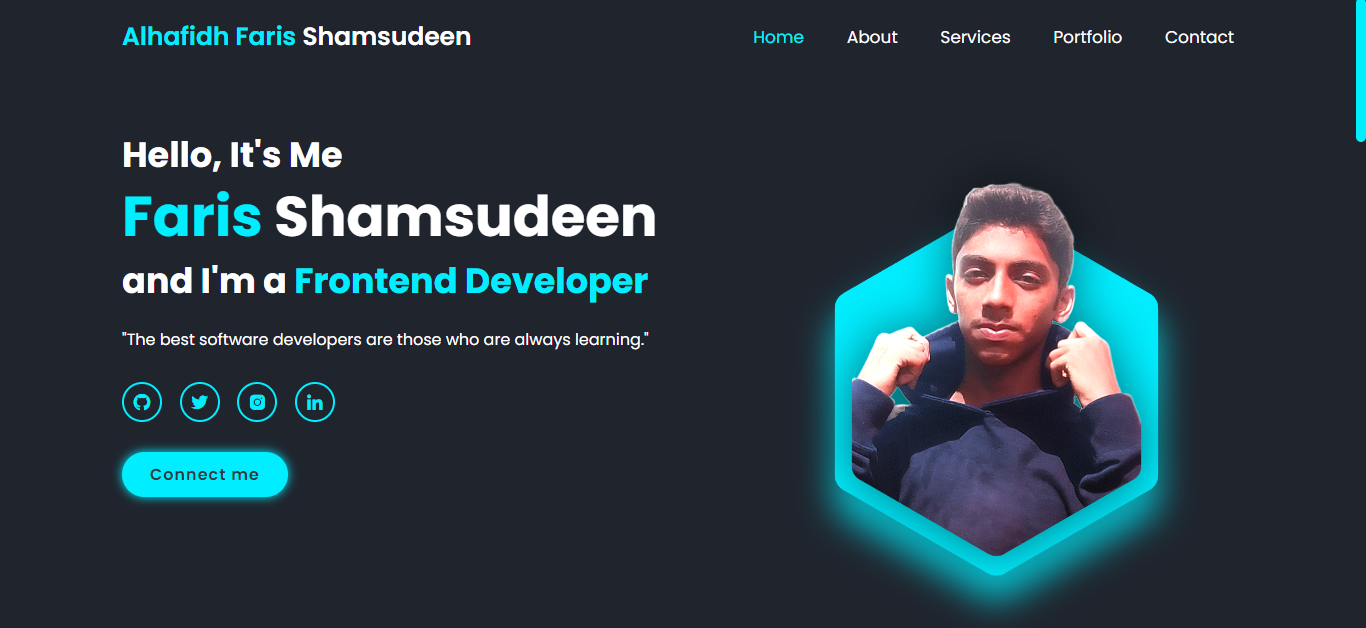 Alhafidh Faris Shamsudeen
Home About Services Portfolio Contact
Hello, It's Me
Faris Shamsudeen
and I'm a Frontend Developer
"The best software developers are those who are always learning."
in
Connect me